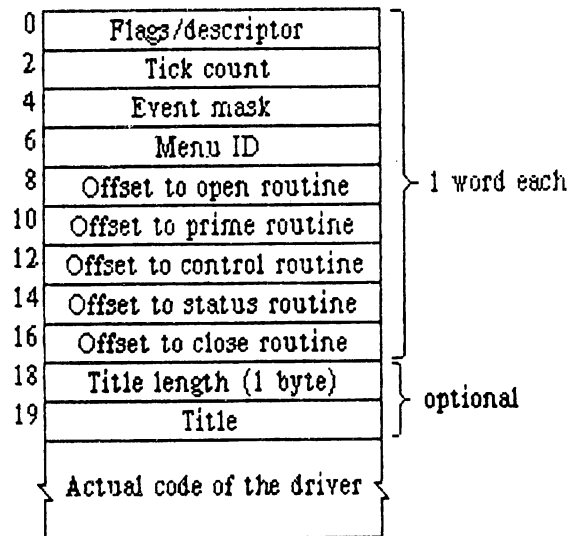 0 Flags/descriptor
2 Tick count
4 Event mask
6 Menu ID
8 Offset to open routine
10 Offset to prime routine
12 Offset to control routine
14 Offset to status routine
16 Offset to close routine
1 word each
18 Title length (1 byte)
19 Title
optional
Actual code of the driver